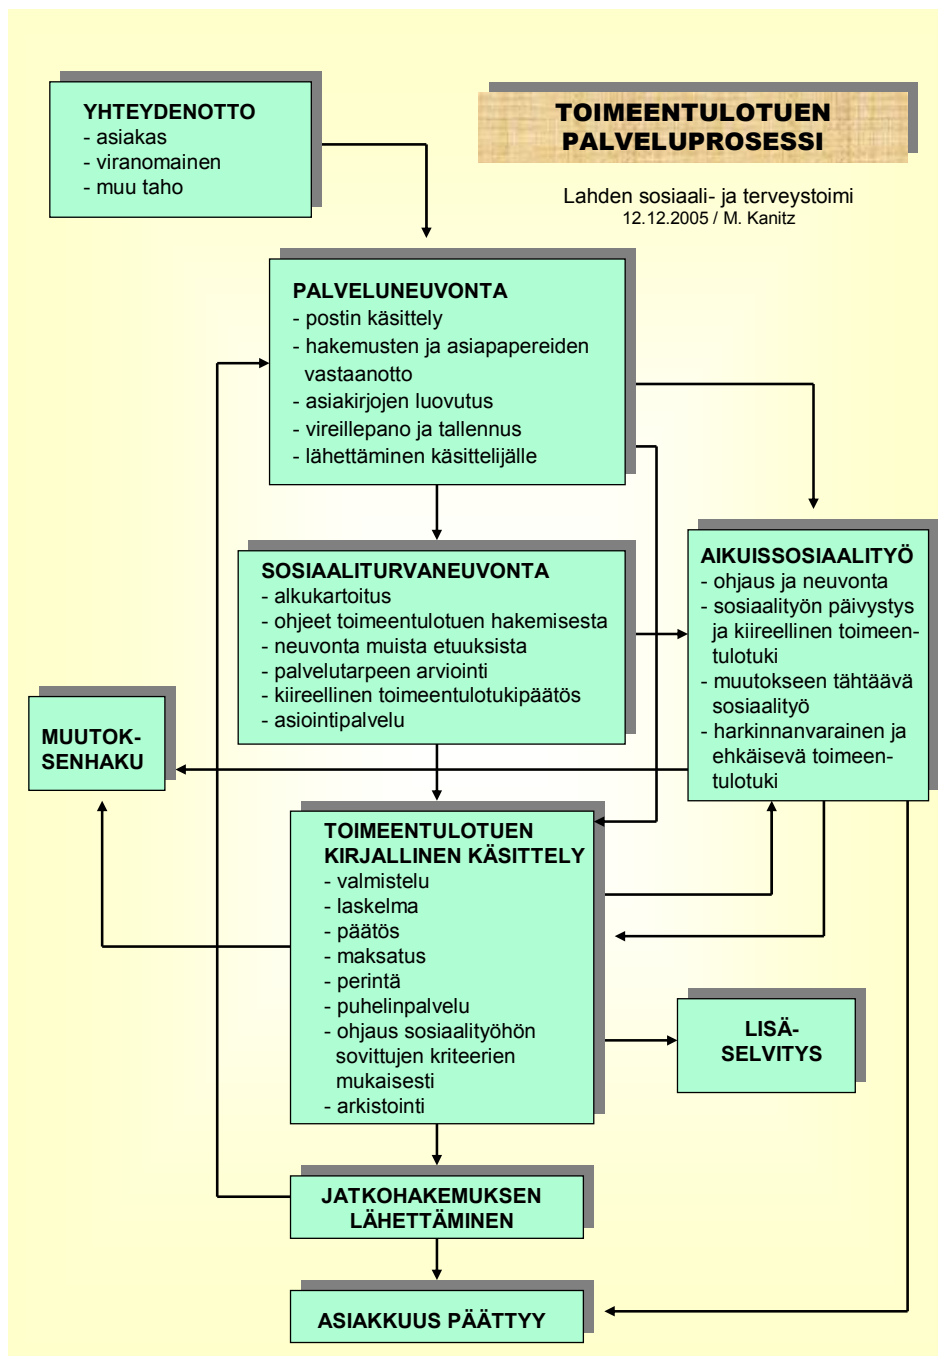 YHTEYDENOTTO
- asiakas
- viranomainen
- muu taho
TOIMEENTULOTUEN
PALVELUPROSESSI
Lahden sosiaali- ja terveystoimi
12.12.2005 / M. Kanitz
PALVELUNEUVONTA
- postin käsittely
- hakemusten ja asiapapereiden
vastaanotto
- asiakirjojen luovutus
- vireillepano ja tallennus
- lähettäminen käsittelijälle
SOSIAALITURVANEUVONTA
- alkukartoitus
- ohjeet toimeentulotuen hakemisesta
- neuvonta muista etuuksista
- palvelutarpeen arviointi
- kiireellinen toimeentulotukipäätös
- asiointipalvelu
AIKUISSOSIAALITYÖ
- ohjaus ja neuvonta
- sosiaalityön päivystys
ja kiireellinen toimeen-
tulotuki
- muutokseen tähtäävä
sosiaalityö
- harkinnanvarainen ja
ehkäisevä toimeen-
tulotuki
MUUTOK-
SENHAKU
TOIMEENTULOTUEN
KIRJALLINEN KÄSITTELY
- valmistelu
- laskelma
- päätös
- maksatus
- perintä
- puhelinpalvelu
- ohjaus sosiaalityöhön
sovittujen kriteerien
mukaisesti
- arkistointi
LISÄ-
SELVITYS
JATKOHAKEMUKSEN
LÄHETTÄMINEN
ASIAKKUUS PÄÄTTYY